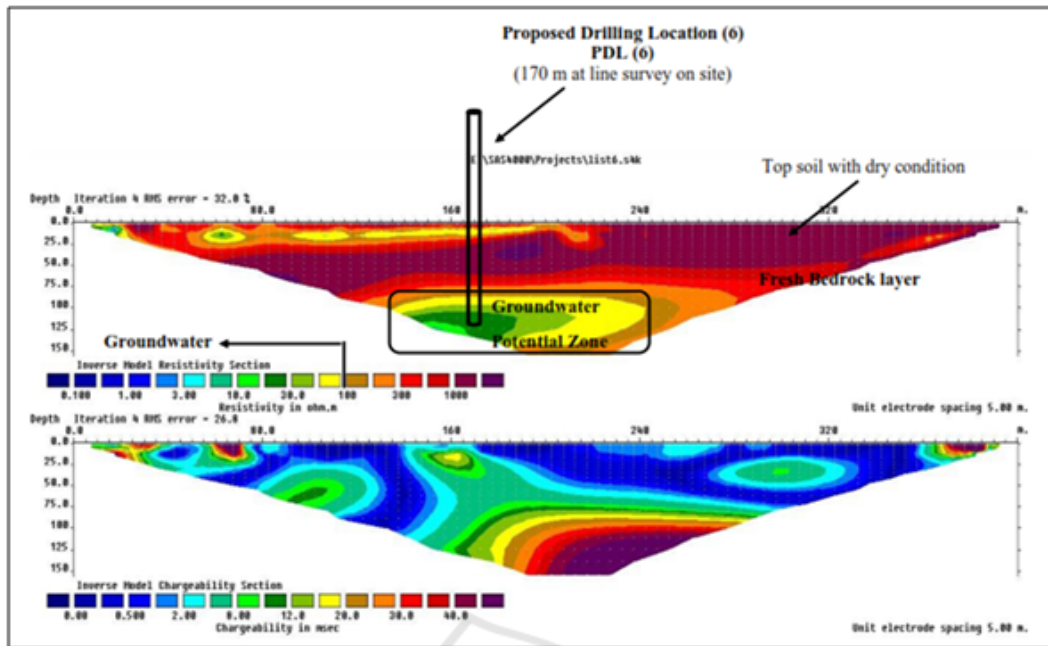 Proposed Drilling Location (6)
PDL (6)
(170 m at line survey on site)
E:\SAS4000\Projects\list6.s4k
Top soil with dry condition
Depth Iteration 4 RMS error = 32.0 %
0.0 80.0 160 240 320 m.
0.0
25.0
50.0
75.0
100
125
150
Fresh Bedrock layer
Groundwater
Potential Zone
Groundwater
Inverse Model Resistivity Section
0.100 1.00 3.00 10.0 30.0 100 300 1000
Resistivity in ohm.m
Unit electrode spacing 5.00 m.
Depth Iteration 4 RMS error = 26.6
0.0 80.0 160 240 320 m.
0.0
25.0
50.0
75.0
100
125
150
Inverse Model Chargeability Section
0.00 0.500 2.00 8.00 12.0 20.0 30.0 40.0
Chargeability in msec
Unit electrode spacing 5.00 m.